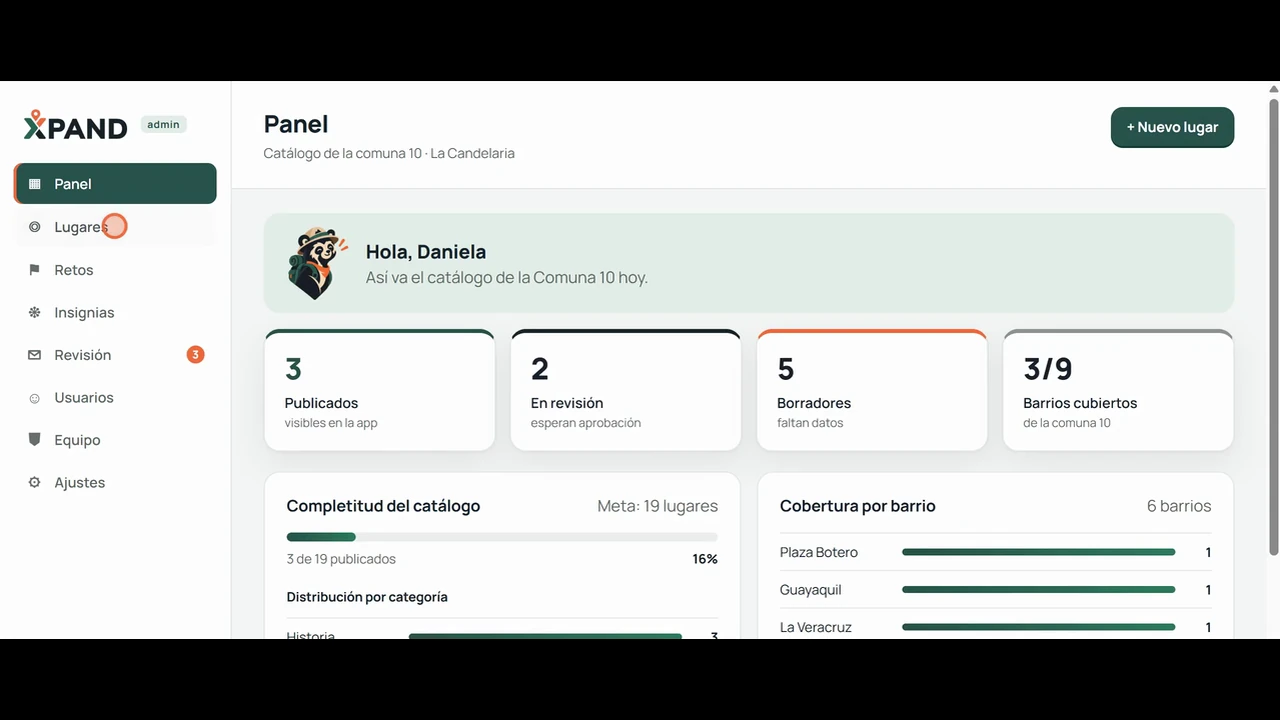 XPAND admin
Panel
Lugares
Retos
Insignias
Revisión 3
Usuarios
Equipo
Ajustes
Panel
Catálogo de la comuna 10 · La Candelaria
+ Nuevo lugar
Hola, Daniela
Así va el catálogo de la Comuna 10 hoy.
3
Publicados
visibles en la app
2
En revisión
esperan aprobación
5
Borradores
faltan datos
3/9
Barrios cubiertos
de la comuna 10
Completitud del catálogo Meta: 19 lugares
3 de 19 publicados 16%
Distribución por categoría
Historia 3
Cobertura por barrio 6 barrios
Plaza Botero 1
Guayaquil 1
La Veracruz 1